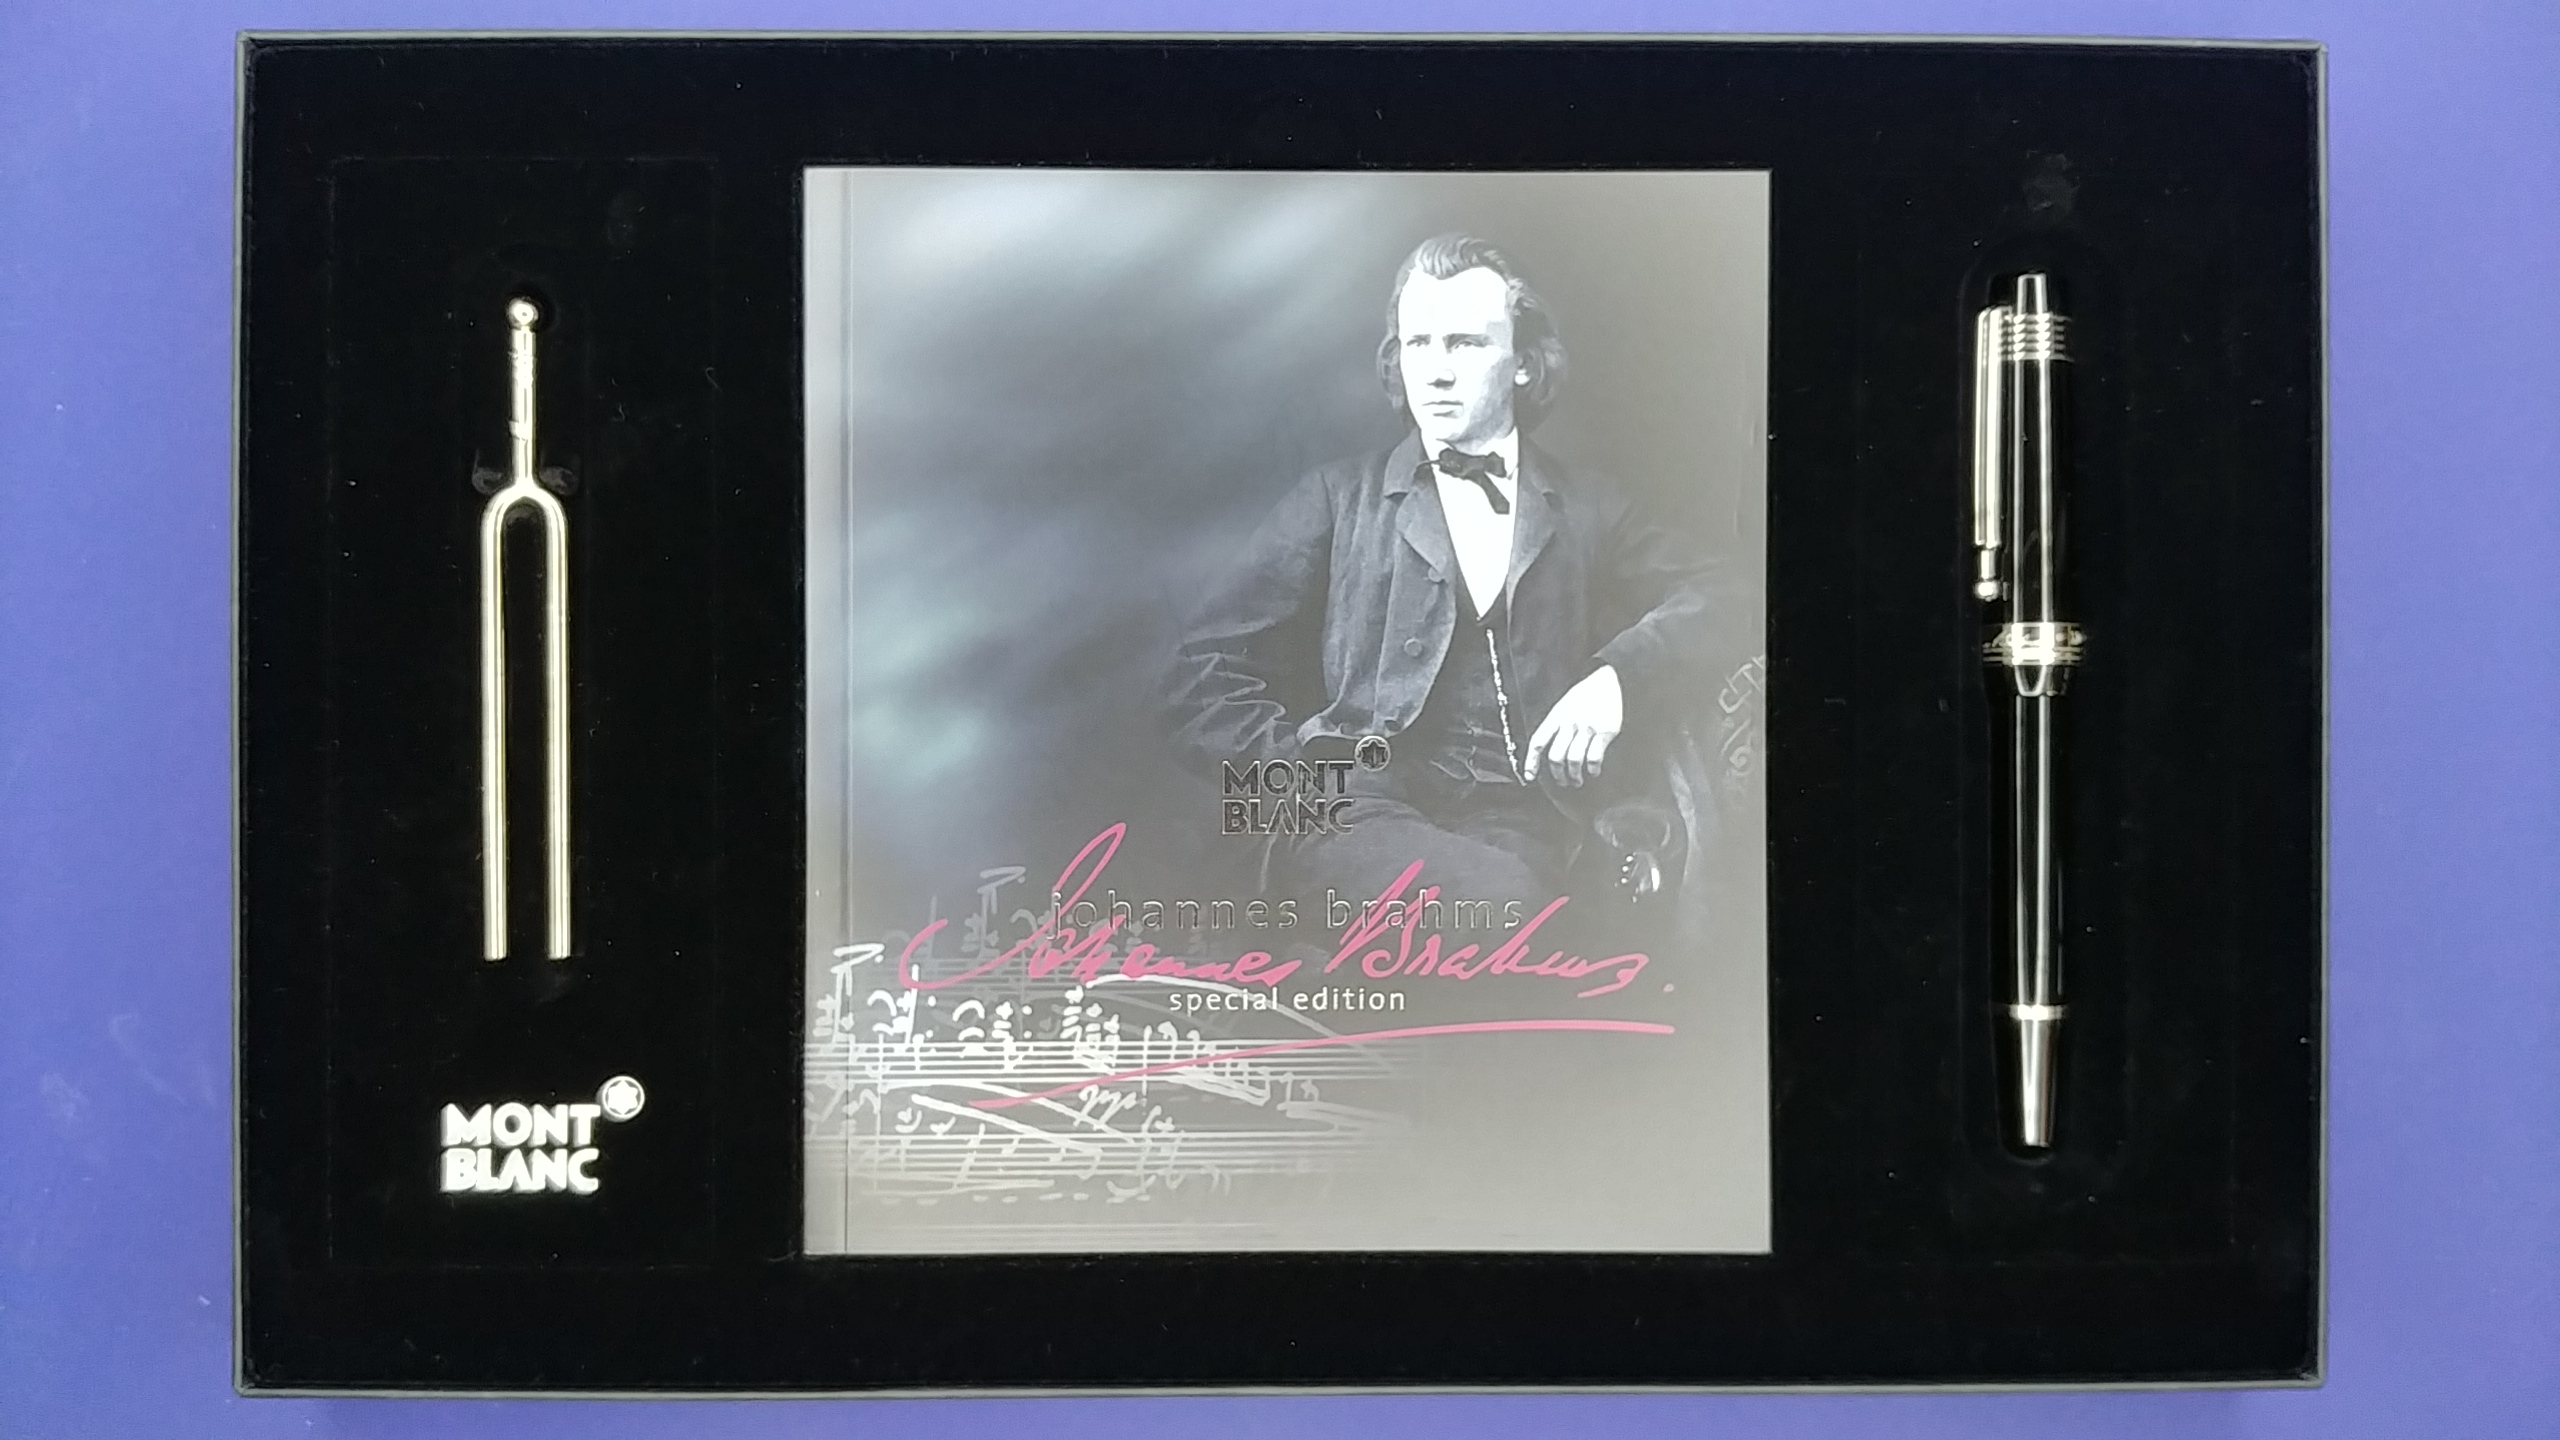 MONT
BLANC
MONT
BLANC
johannes brahms
Johannes Brahms.
special edition